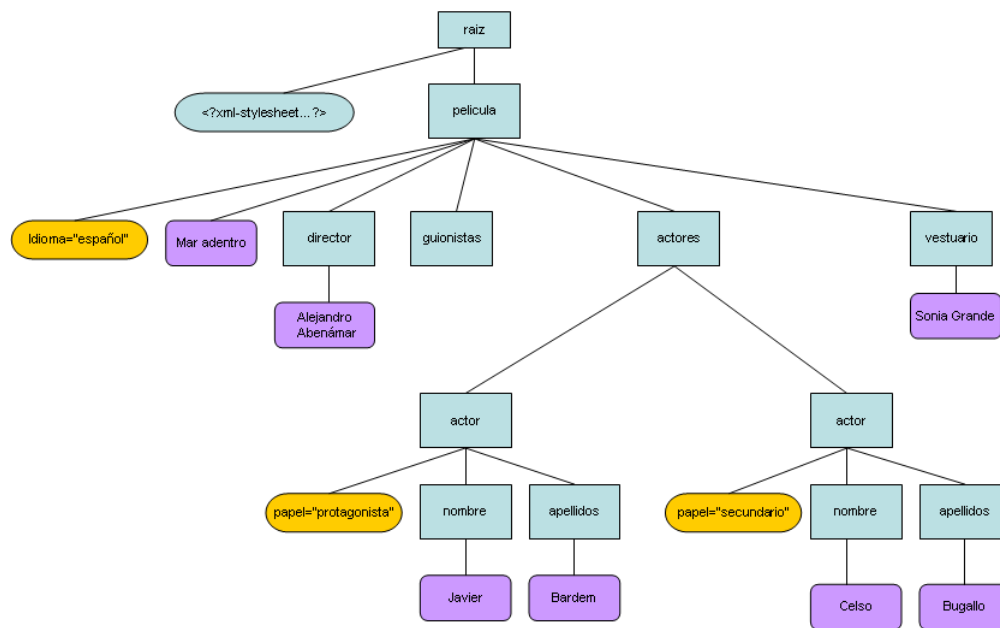 raiz
<?xml-stylesheet... ?>
pelicula
Idioma="español"
Mar adentro
director
guionistas
actores
vestuario
Alejandro
Abenámar
Sonia Grande
actor
actor
papel="protagonista"
nombre
apellidos
papel="secundario"
nombre
apellidos
Javier
Bardem
Celso
Bugallo